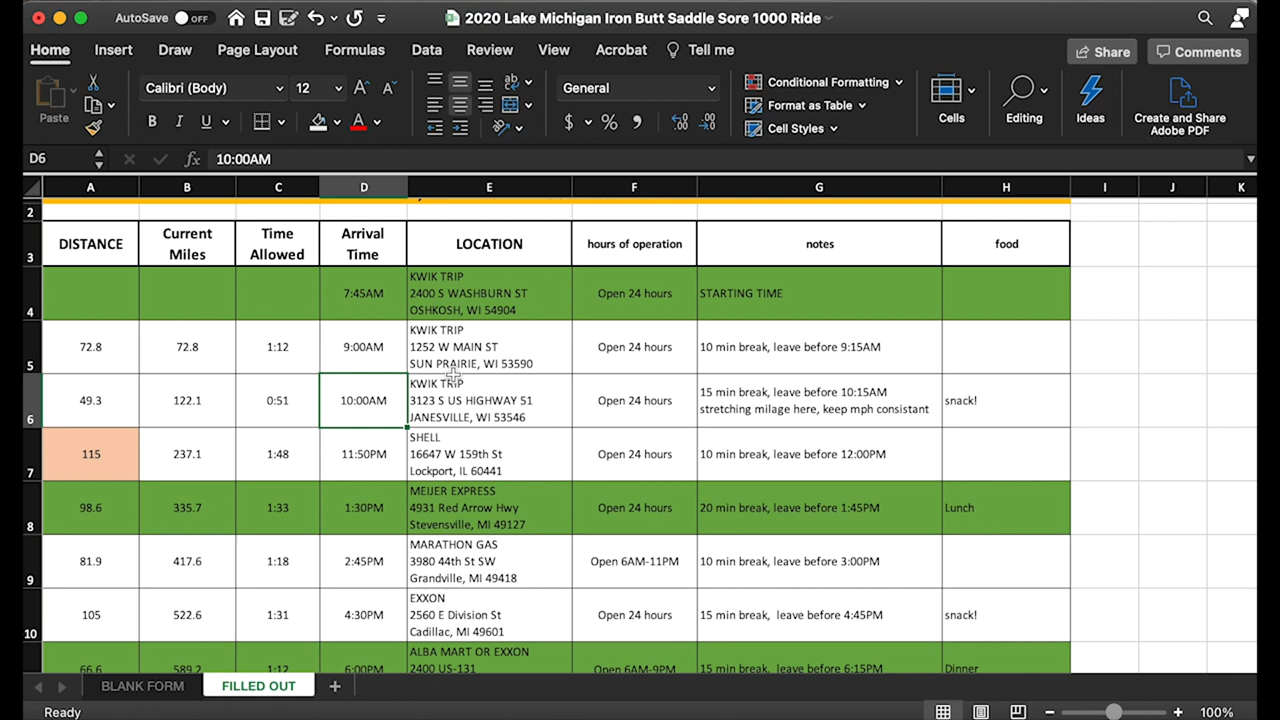 AutoSave OFF 2020 Lake Michigan Iron Butt Saddle Sore 1000 Ride
Home Insert Draw Page Layout Formulas Data Review View Acrobat Tell me Share Comments
Paste Calibri (Body) 12 General Conditional Formatting Format as Table Cell Styles Cells Editing Ideas Create and Share Adobe PDF
D6 fx 10:00AM
A B C D E F G H I J K
2
3 DISTANCE Current Miles Time Allowed Arrival Time LOCATION hours of operation notes food
4 7:45AM KWIK TRIP
2400 S WASHBURN ST Open 24 hours STARTING TIME
OSHKOSH, WI 54904
5 72.8 72.8 1:12 9:00AM KWIK TRIP
1252 W MAIN ST Open 24 hours 10 min break, leave before 9:15AM
SUN PRAIRIE, WI 53590
6 49.3 122.1 0:51 10:00AM KWIK TRIP
3123 S US HIGHWAY 51 Open 24 hours 15 min break, leave before 10:15AM snack!
JANESVILLE, WI 53546 stretching milage here, keep mph consistant
7 115 237.1 1:48 11:50PM SHELL
16647 W 159th St Open 24 hours 10 min break, leave before 12:00PM
Lockport, IL 60441
8 98.6 335.7 1:33 1:30PM MEIJER EXPRESS
4931 Red Arrow Hwy Open 24 hours 20 min break, leave before 1:45PM Lunch
Stevensville, MI 49127
9 81.9 417.6 1:18 2:45PM MARATHON GAS
3980 44th St SW Open 6AM-11PM 10 min break, leave before 3:00PM
Grandville, MI 49418
10 105 522.6 1:31 4:30PM EXXON
2560 E Division St Open 24 hours 15 min break, leave before 4:45PM snack!
Cadillac, MI 49601
66.6 589.2 1:12 6:00PM ALBA MART OR EXXON
2400 US-131 Open 6AM-9PM 15 min break, leave before 6:15PM Dinner
BLANK FORM FILLED OUT
Ready 100%